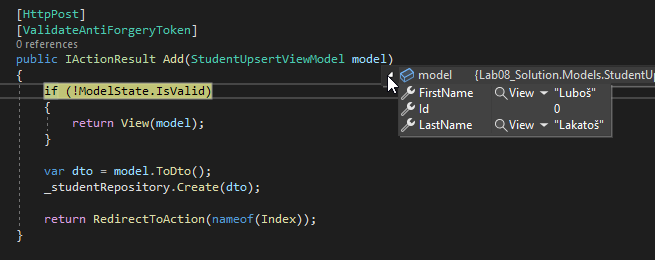 [HttpPost]
[ValidateAntiForgeryToken]
0 references
public IActionResult Add(StudentUpsertViewModel model)
{
model {Lab08_Solution.Models.StudentUp
if (!ModelState.IsValid)
FirstName View "Luboš"
{
Id 0
return View(model);
LastName View "Lakatoš"
}
var dto = model.ToDto();
_studentRepository.Create(dto);
return RedirectToAction(nameof(Index));
}